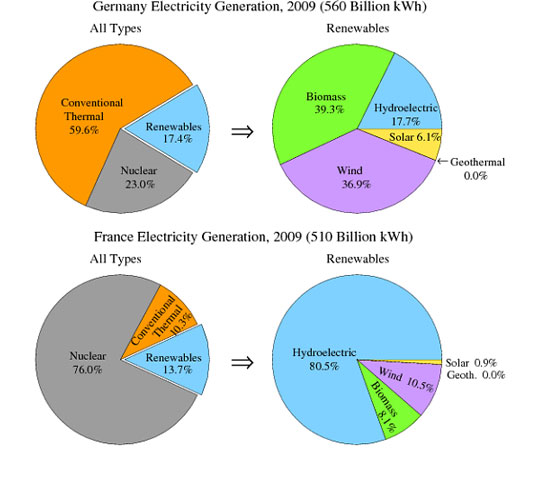 Germany Electricity Generation, 2009 (560 Billion kWh)
All Types
Renewables
Conventional
Thermal
59.6%
Renewables
17.4%
Nuclear
23.0%
⇒
Biomass
39.3%
Hydroelectric
17.7%
Solar 6.1%
←Geothermal
0.0%
Wind
36.9%
France Electricity Generation, 2009 (510 Billion kWh)
All Types
Renewables
Conventional
Thermal
10.3%
Nuclear
76.0%
Renewables
13.7%
⇒
Hydroelectric
80.5%
Solar 0.9%
Geoth. 0.0%
Wind 10.5%
Biomass
8.1%